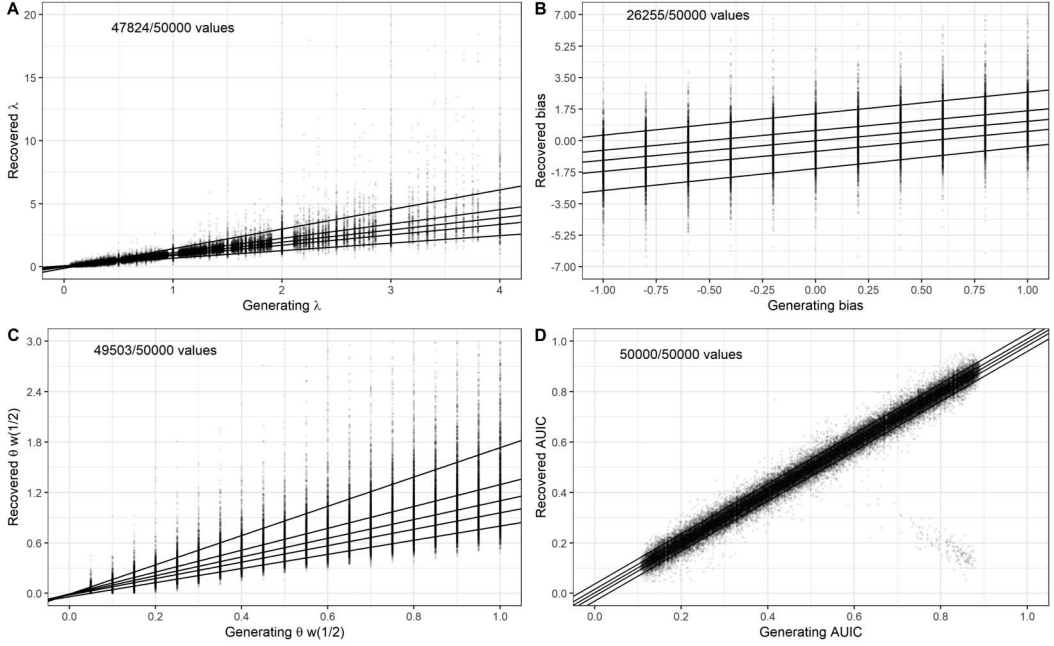 A
47824/50000 values
20
15
10
5
0
Recovered λ
0 1 2 3 4
Generating λ
B
26255/50000 values
7.00
5.25
3.50
1.75
0.00
-1.75
-3.50
-5.25
-7.00
Recovered bias
-1.00 -0.75 -0.50 -0.25 0.00 0.25 0.50 0.75 1.00
Generating bias
C
49503/50000 values
3.0
2.4
1.8
1.2
0.6
0.0
Recovered θ w(1/2)
0.0 0.2 0.4 0.6 0.8 1.0
Generating θ w(1/2)
D
50000/50000 values
1.0
0.8
0.6
0.4
0.2
0.0
Recovered AUIC
0.0 0.2 0.4 0.6 0.8 1.0
Generating AUIC